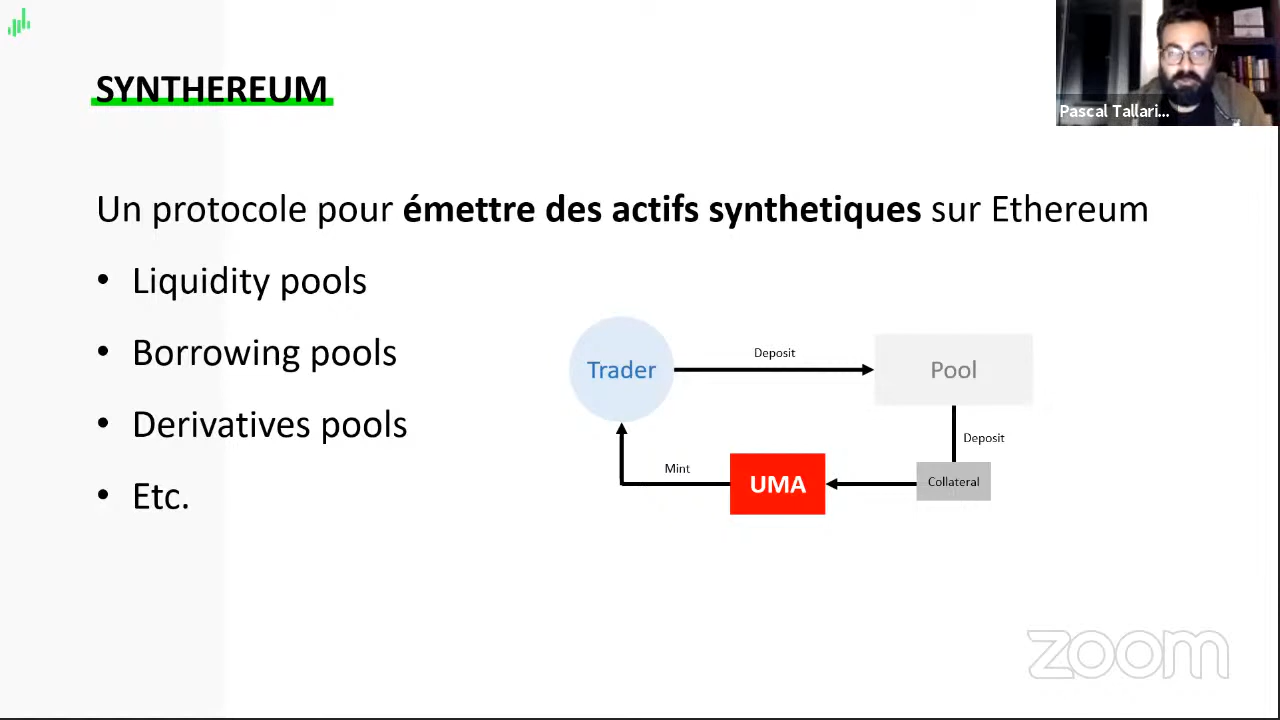 SYNTHEREUM
Pascal Tallari...
Un protocole pour émettre des actifs synthetiques sur Ethereum
• Liquidity pools
• Borrowing pools
• Derivatives pools
• Etc.
Trader
Deposit
Pool
Deposit
Mint
UMA
Collateral
zoom